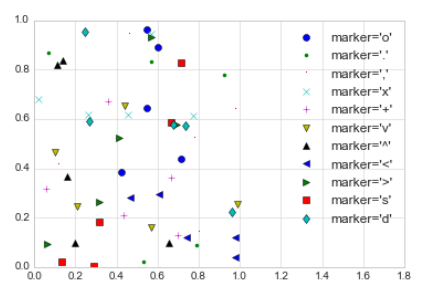 1.0
0.8
0.6
0.4
0.2
0.0
0.0 0.2 0.4 0.6 0.8 1.0 1.2 1.4 1.6 1.8
marker='o'
marker='.'
marker=','
marker='x'
marker='+'
marker='v'
marker='^'
marker='<'
marker='>'
marker='s'
marker='d'